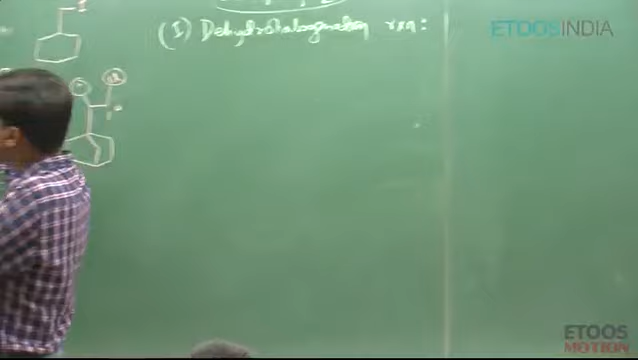 (I) Dehydrohalogenation rxn :
ETOOSINDIA
ETOOS
MOTION